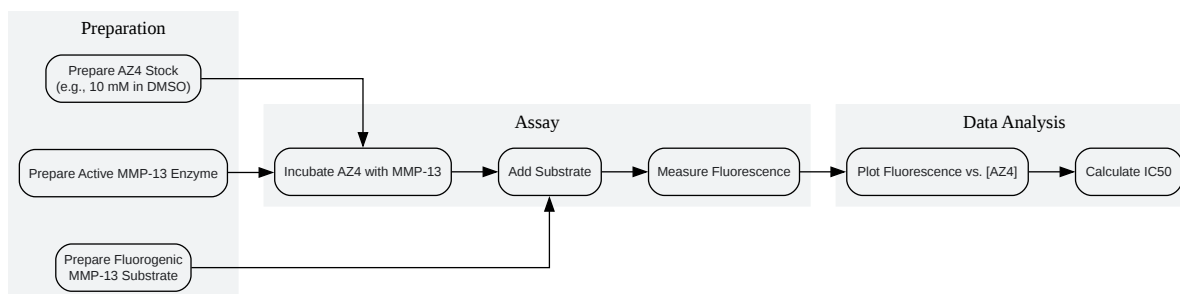 Preparation
Prepare AZ4 Stock
(e.g., 10 mM in DMSO)
Prepare Active MMP-13 Enzyme
Prepare Fluorogenic
MMP-13 Substrate
Assay
Incubate AZ4 with MMP-13
Add Substrate
Measure Fluorescence
Data Analysis
Plot Fluorescence vs. [AZ4]
Calculate IC50